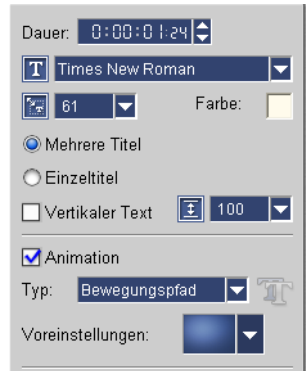 Dauer: 0:00:01:24
T Times New Roman
61 Farbe:
Mehrere Titel
Einzeltitel
Vertikaler Text 100
Animation
Typ: Bewegungspfad T
Voreinstellungen: